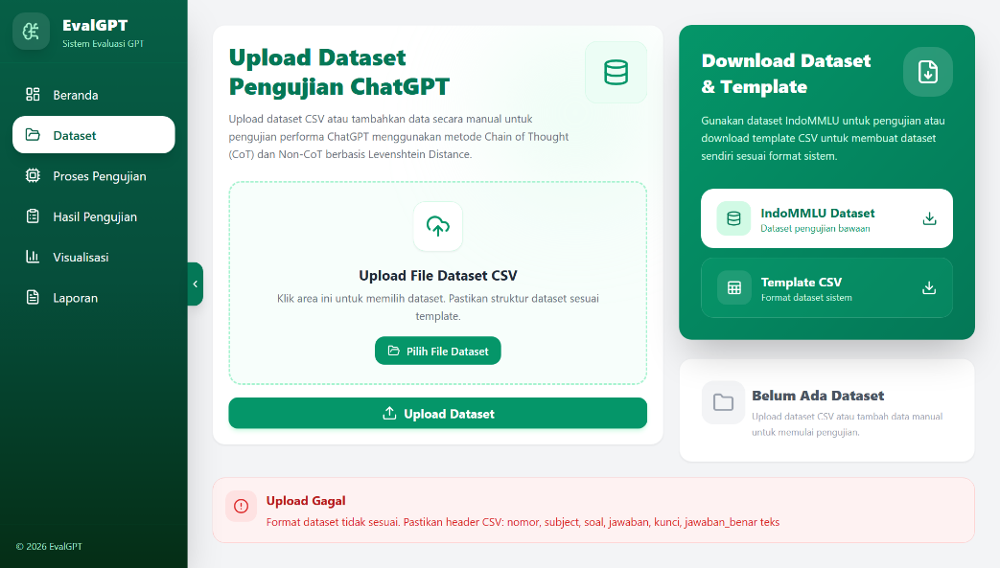 EvalGPT
Sistem Evaluasi GPT
Beranda
Dataset
Proses Pengujian
Hasil Pengujian
Visualisasi
Laporan
© 2026 EvalGPT
Upload Dataset
Pengujian ChatGPT
Upload dataset CSV atau tambahkan data secara manual untuk
pengujian performa ChatGPT menggunakan metode Chain of Thought
(CoT) dan Non-CoT berbasis Levenshtein Distance.
Upload File Dataset CSV
Klik area ini untuk memilih dataset. Pastikan struktur dataset sesuai
template.
Pilih File Dataset
Upload Dataset
Download Dataset
& Template
Gunakan dataset IndoMMLU untuk pengujian atau
download template CSV untuk membuat dataset
sendiri sesuai format sistem.
IndoMMLU Dataset
Dataset pengujian bawaan
Template CSV
Format dataset sistem
Belum Ada Dataset
Upload dataset CSV atau tambah data manual
untuk memulai pengujian.
Upload Gagal
Format dataset tidak sesuai. Pastikan header CSV: nomor, subject, soal, jawaban, kunci, jawaban_benar teks